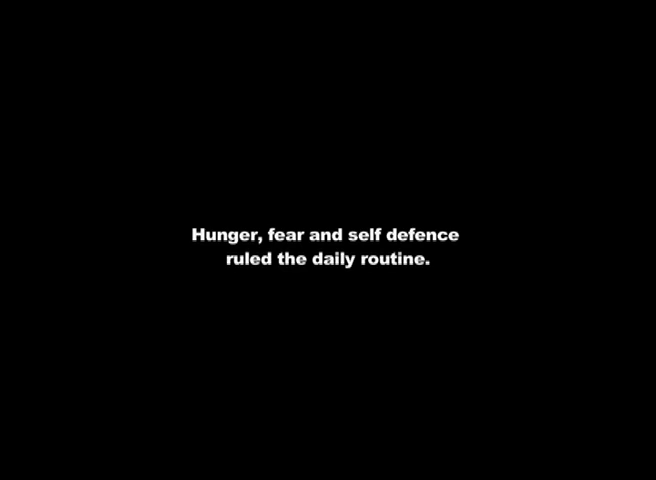 Hunger, fear and self defence
ruled the daily routine.